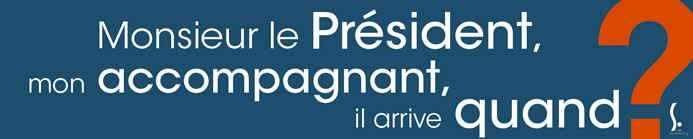 Monsieur le Président,
mon accompagnant,
il arrive quand ?